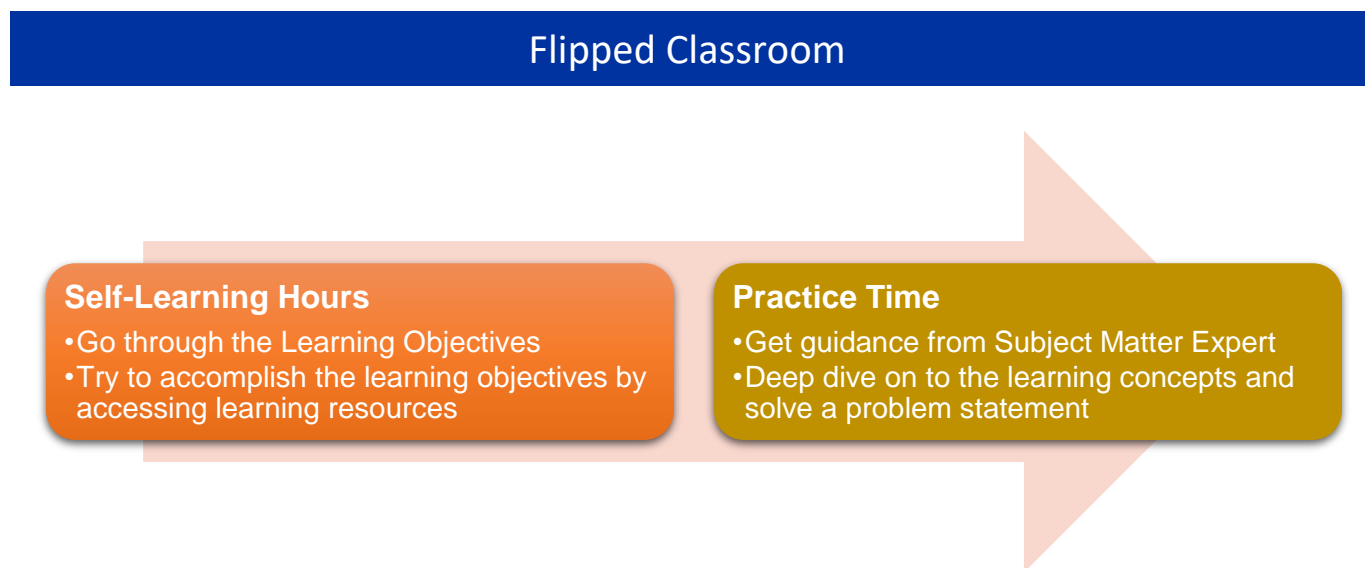 Flipped Classroom
Self-Learning Hours
•Go through the Learning Objectives
•Try to accomplish the learning objectives by
accessing learning resources
Practice Time
•Get guidance from Subject Matter Expert
•Deep dive on to the learning concepts and
solve a problem statement